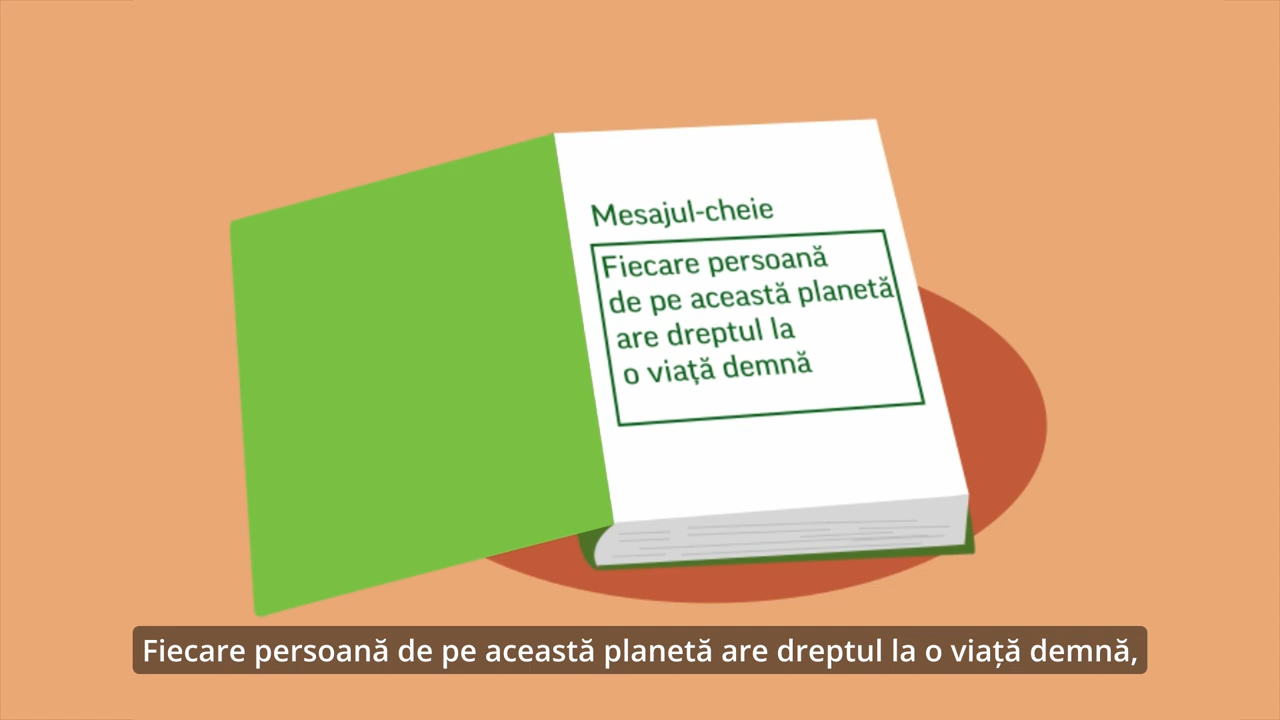 Mesajul-cheie
Fiecare persoană
de pe această planetă
are dreptul la
o viață demnă
Fiecare persoană de pe această planetă are dreptul la o viață demnă,